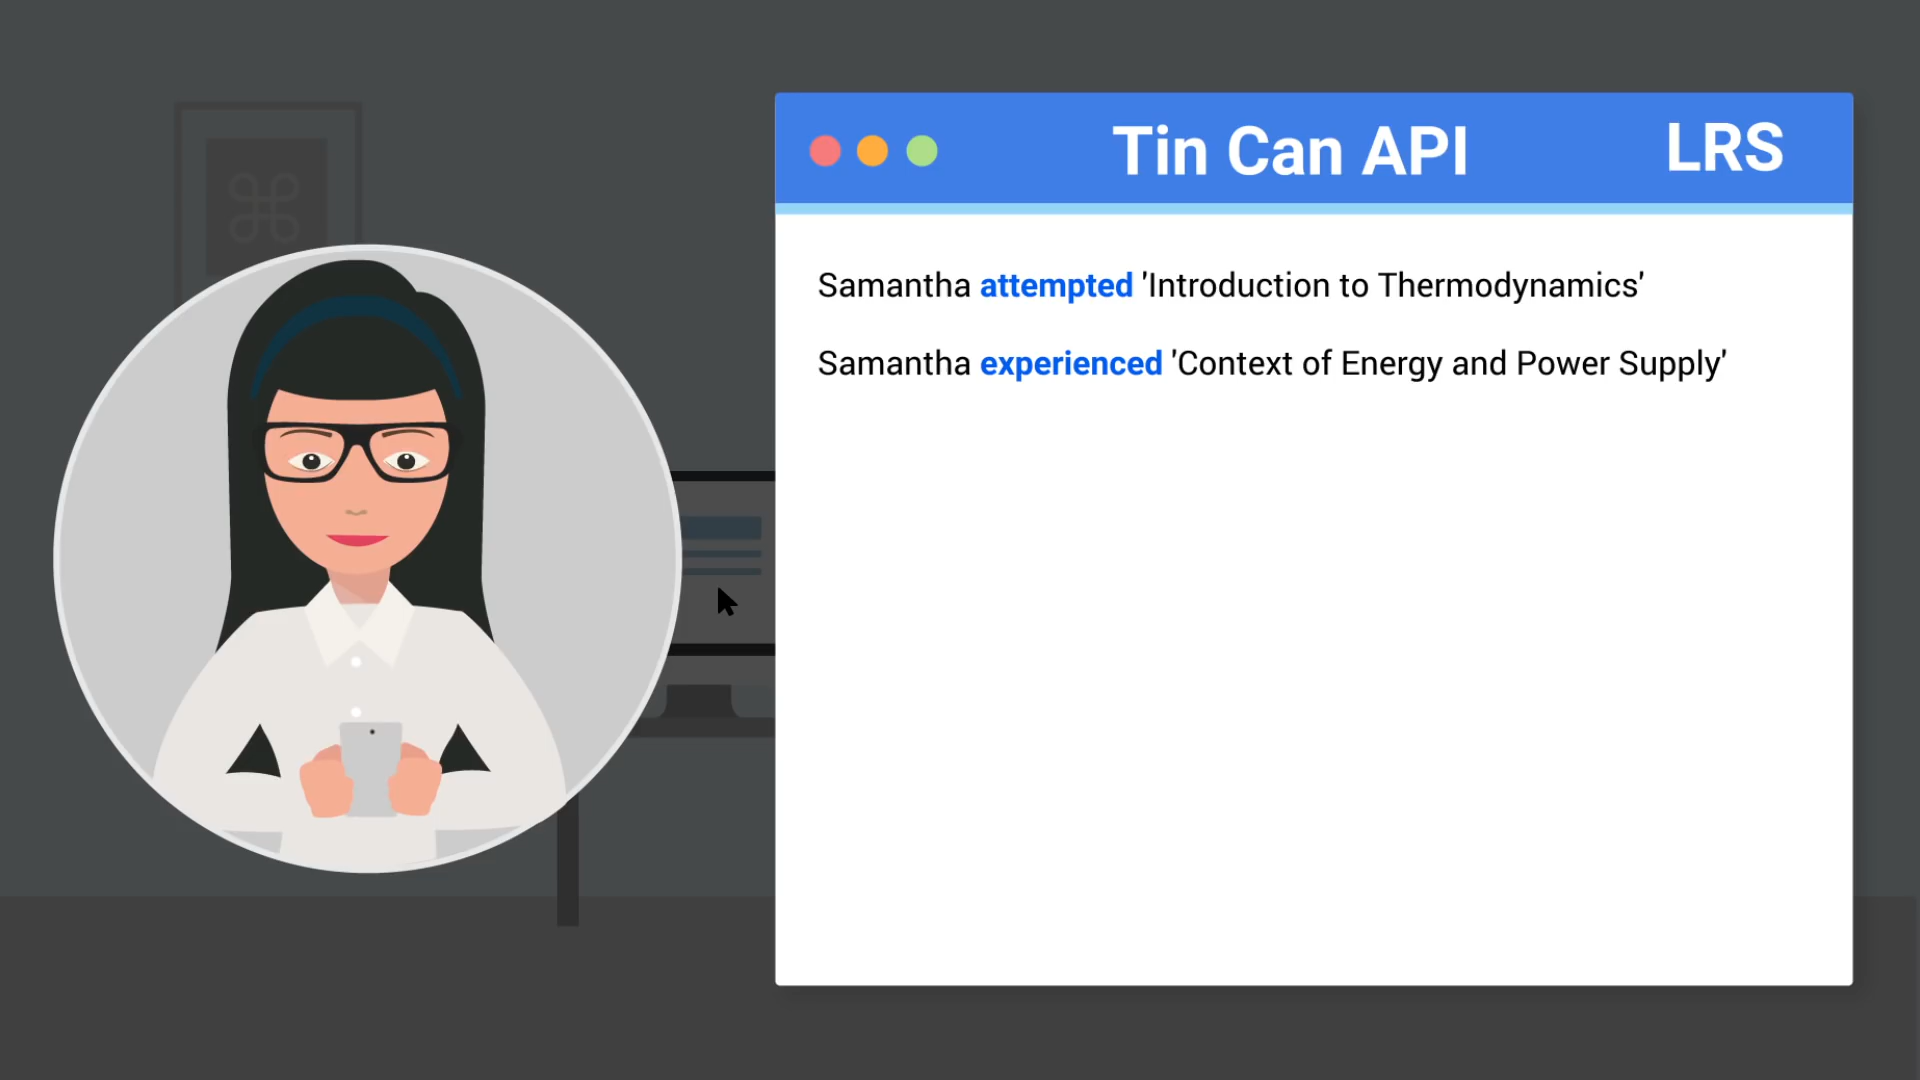 Tin Can API
LRS
Samantha attempted 'Introduction to Thermodynamics'
Samantha experienced 'Context of Energy and Power Supply'